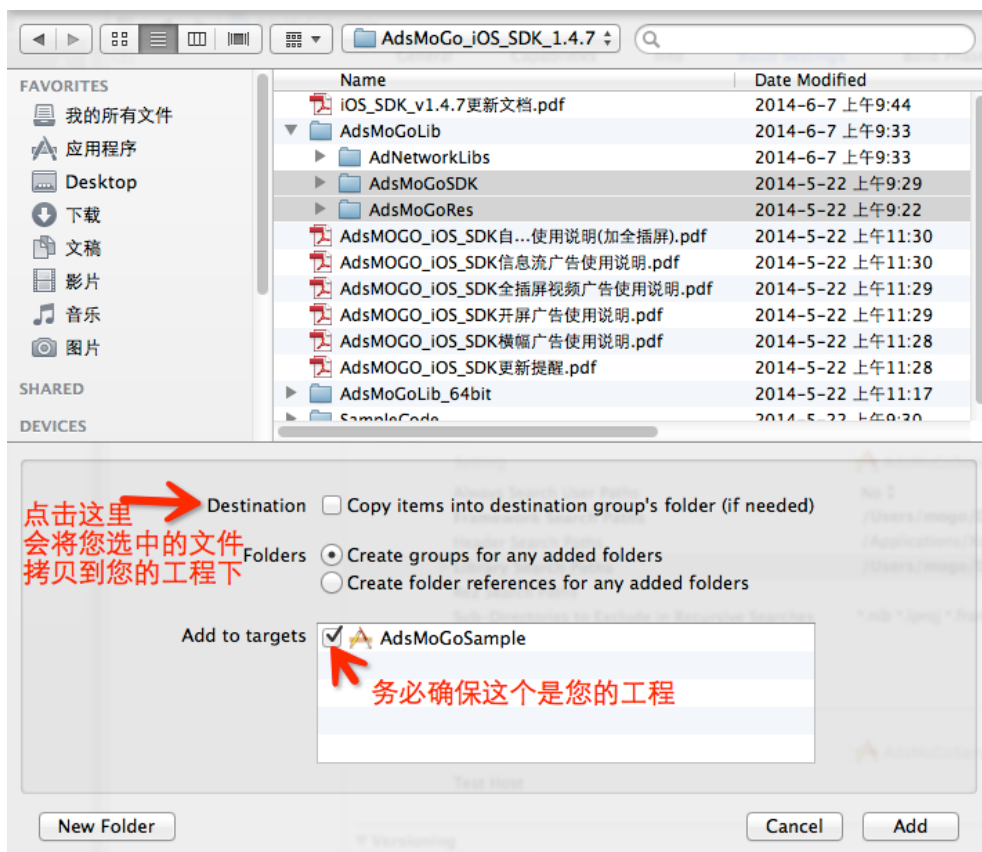 AdsMoGo_iOS_SDK_1.4.7
FAVORITES
我的所有文件
应用程序
Desktop
下载
文稿
影片
音乐
图片
SHARED
DEVICES
Name Date Modified
iOS_SDK_v1.4.7更新文档.pdf 2014-6-7 上午9:44
AdsMoGoLib 2014-6-7 上午9:33
AdNetworkLibs 2014-6-7 上午9:33
AdsMoGoSDK 2014-5-22 上午9:29
AdsMoGoRes 2014-5-22 上午9:22
AdsMOGO_iOS_SDK自...使用说明(加全插屏).pdf 2014-5-22 上午11:30
AdsMOGO_iOS_SDK信息流广告使用说明.pdf 2014-5-22 上午11:30
AdsMOGO_iOS_SDK全插屏视频广告使用说明.pdf 2014-5-22 上午11:29
AdsMOGO_iOS_SDK开屏广告使用说明.pdf 2014-5-22 上午11:29
AdsMOGO_iOS_SDK横幅广告使用说明.pdf 2014-5-22 上午11:28
AdsMOGO_iOS_SDK更新提醒.pdf 2014-5-22 上午11:28
AdsMoGoLib_64bit 2014-5-22 上午11:17
SampleCode 2014-5-22 上午9:30
点击这里
会将您选中的文件
拷贝到您的工程下
Destination Copy items into destination group's folder (if needed)
Folders Create groups for any added folders
Create folder references for any added folders
Add to targets AdsMoGoSample
务必确保这个是您的工程
Test Host
Versioning
New Folder Cancel Add